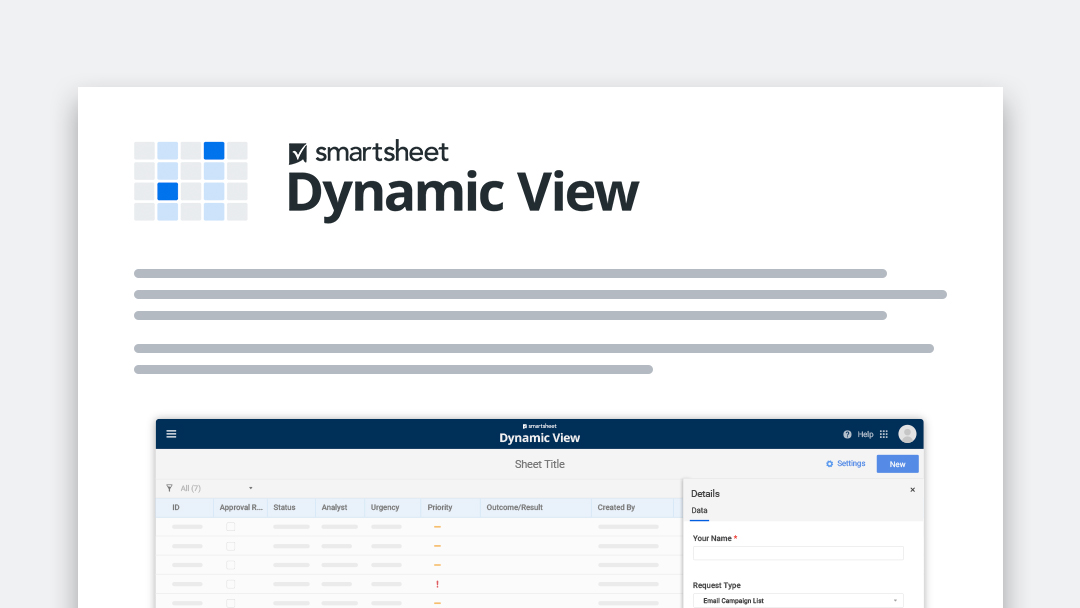 smartsheet
Dynamic View
smartsheet
Dynamic View
Help
Sheet Title
Settings
New
All (7)
Details
Data
ID Approval R... Status Analyst Urgency Priority Outcome/Result Created By
Your Name *
!
Request Type
Email Campaign List